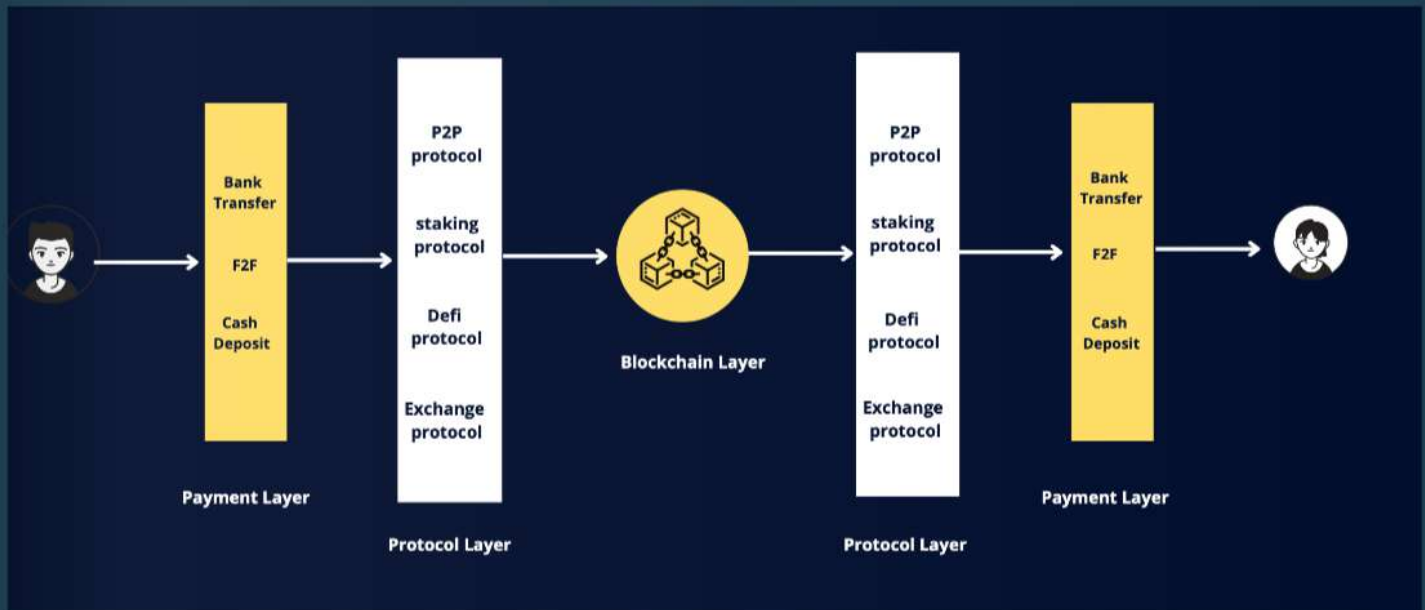 Bank
Transfer
F2F
Cash
Deposit
Payment Layer
P2P
protocol
staking
protocol
Defi
protocol
Exchange
protocol
Protocol Layer
Blockchain Layer
P2P
protocol
staking
protocol
Defi
protocol
Exchange
protocol
Protocol Layer
Bank
Transfer
F2F
Cash
Deposit
Payment Layer